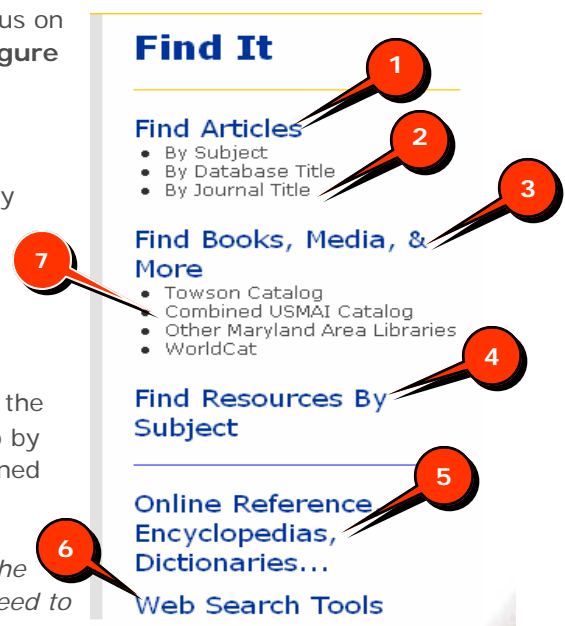 us on
gure
y
the
by
ned
he
eed to
Find It
1
Find Articles
2
• By Subject
• By Database Title
• By Journal Title
3
Find Books, Media, &
More
7
• Towson Catalog
• Combined USMAI Catalog
• Other Maryland Area Libraries
• WorldCat
4
Find Resources By
Subject
5
Online Reference
Encyclopedias,
Dictionaries...
6
Web Search Tools